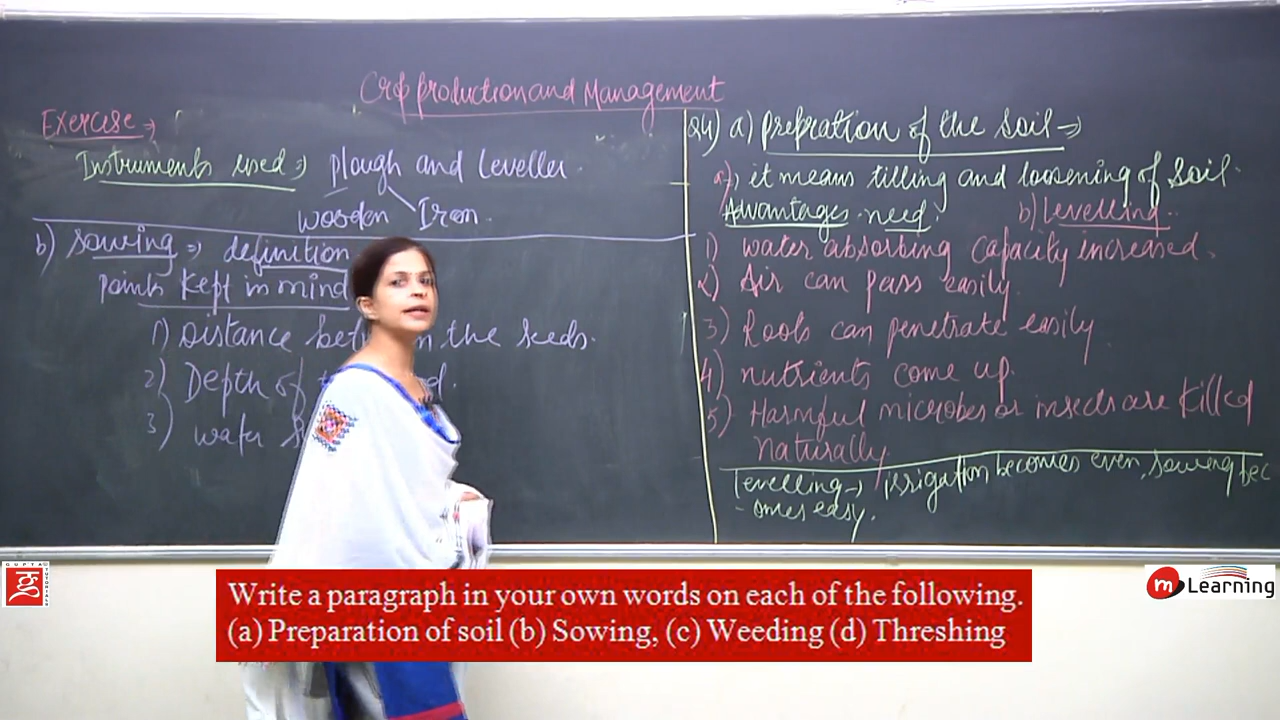 Crop production and Management
Exercise →
Instruments used ⇒ plough and Leveller.
wooden Iron.
b) Sowing ⇒ definition
points kept in mind
1) Distance bet n the seeds.
2) Depth of d.
3) water s
Q4) a) prepration of the soil ⇒
a) → it means tilling and loosening of soil.
Advantages. need. b) Levelling.
1) water absorbing capacity increased.
2) Air can pass easily.
3) Roots can penetrate easily
4) nutrients come up.
5) Harmful microbes or insects are killed
naturally.
Levelling → irrigation becomes even, sowing bec
-omes easy.
GUPTA TUTORIALS
m Learning
Write a paragraph in your own words on each of the following.
(a) Preparation of soil (b) Sowing, (c) Weeding (d) Threshing